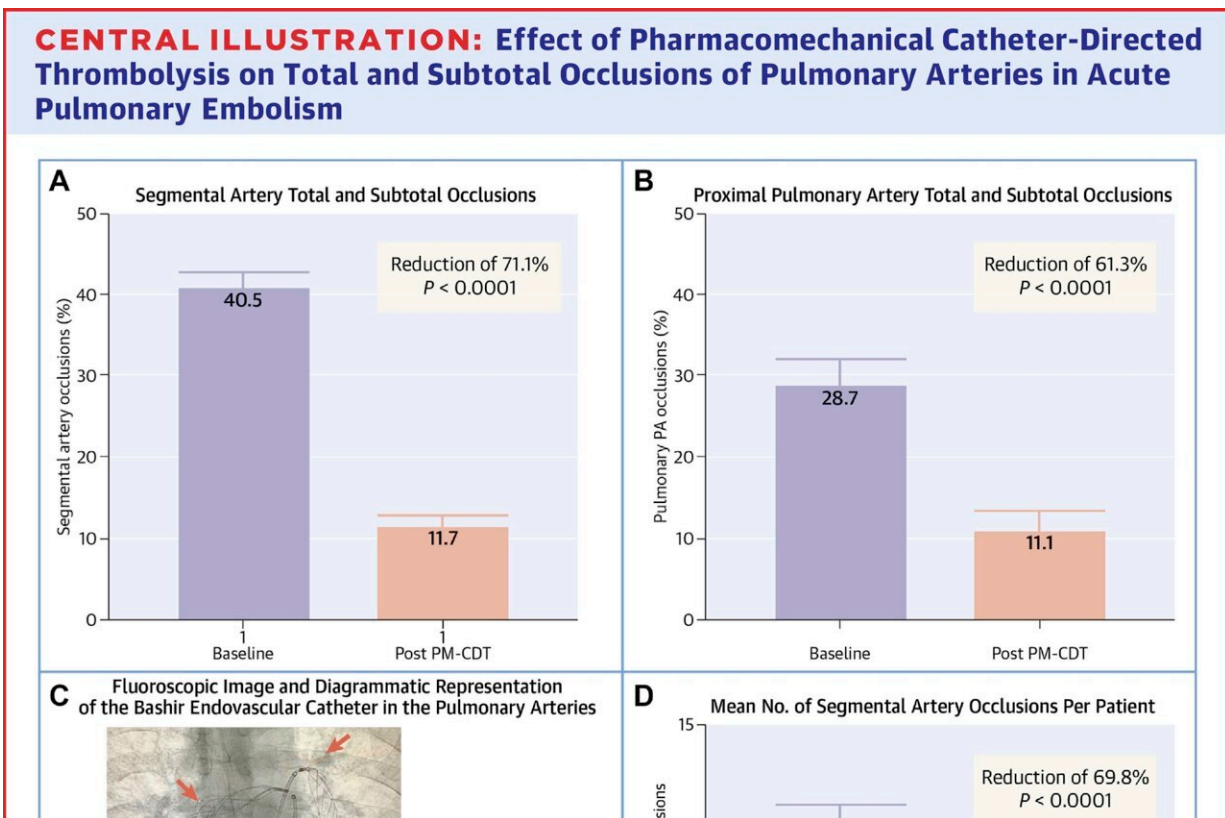 CENTRAL ILLUSTRATION: Effect of Pharmacomechanical Catheter-Directed
Thrombolysis on Total and Subtotal Occlusions of Pulmonary Arteries in Acute
Pulmonary Embolism
A
Segmental Artery Total and Subtotal Occlusions
50
40
30
20
10
0
Segmental artery occlusions (%)
Reduction of 71.1%
P < 0.0001
40.5
11.7
1
1
Baseline
Post PM-CDT
B
Proximal Pulmonary Artery Total and Subtotal Occlusions
50
40
30
20
10
0
Pulmonary PA occlusions (%)
Reduction of 61.3%
P < 0.0001
28.7
11.1
Baseline
Post PM-CDT
C
Fluoroscopic Image and Diagrammatic Representation
of the Bashir Endovascular Catheter in the Pulmonary Arteries
D
Mean No. of Segmental Artery Occlusions Per Patient
15
Reduction of 69.8%
P < 0.0001